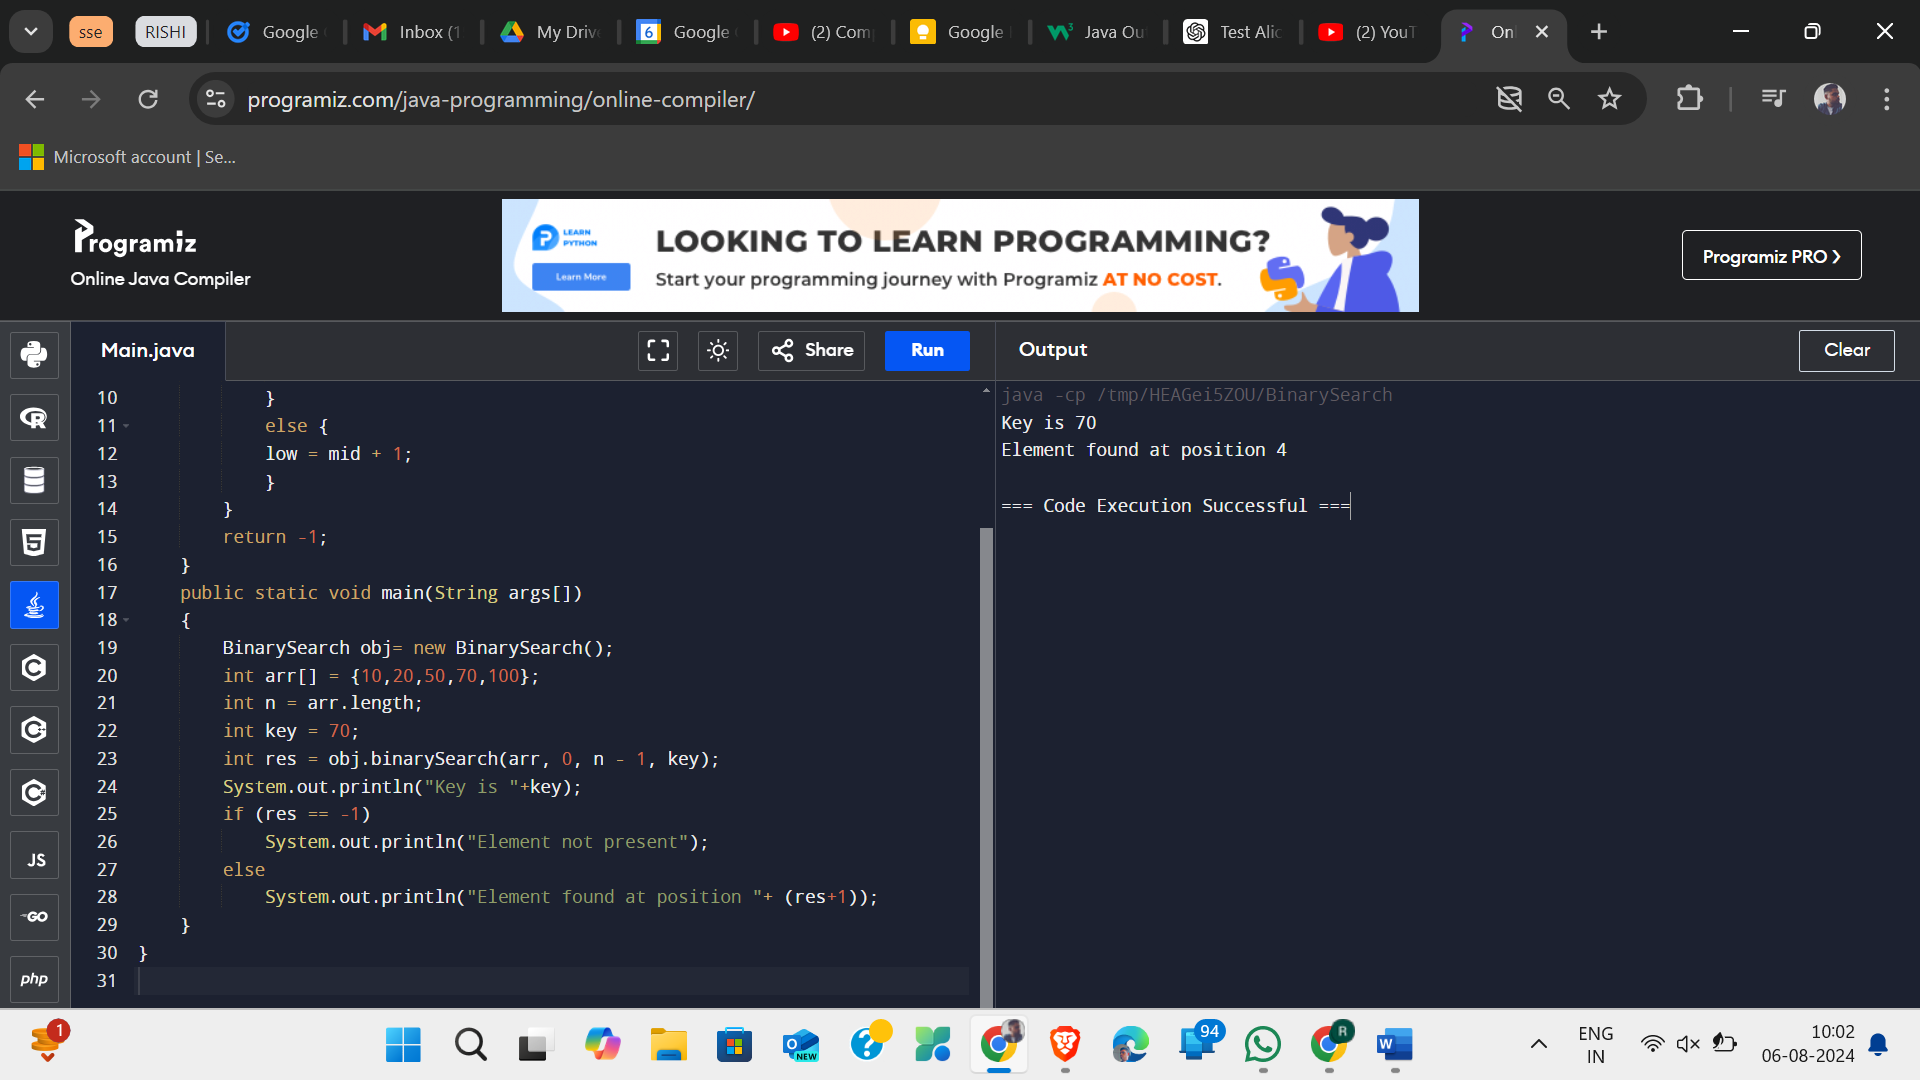 sse
RISHI
Google
Inbox (1
My Driv
6
Google
(2) Com
Google
Java Ou
Test Alic
(2) YouT
On
programiz.com/java-programming/online-compiler/
Microsoft account | Se...
Programiz
Online Java Compiler
LEARN
PYTHON
Learn More
LOOKING TO LEARN PROGRAMMING?
Start your programming journey with Programiz AT NO COST.
Programiz PRO
Main.java
Share
Run
Output
Clear
10 }
11 else {
12 low = mid + 1;
13 }
14 }
15 return -1;
16 }
17 public static void main(String args[])
18 {
19 BinarySearch obj= new BinarySearch();
20 int arr[] = {10,20,50,70,100};
21 int n = arr.length;
22 int key = 70;
23 int res = obj.binarySearch(arr, 0, n - 1, key);
24 System.out.println("Key is "+key);
25 if (res == -1)
26 System.out.println("Element not present");
27 else
28 System.out.println("Element found at position "+ (res+1));
29 }
30 }
31
java -cp /tmp/HEAGei5ZOU/BinarySearch
Key is 70
Element found at position 4
=== Code Execution Successful ===
JS
GO
php
1
NEW
94
R
W
ENG
IN
10:02
06-08-2024